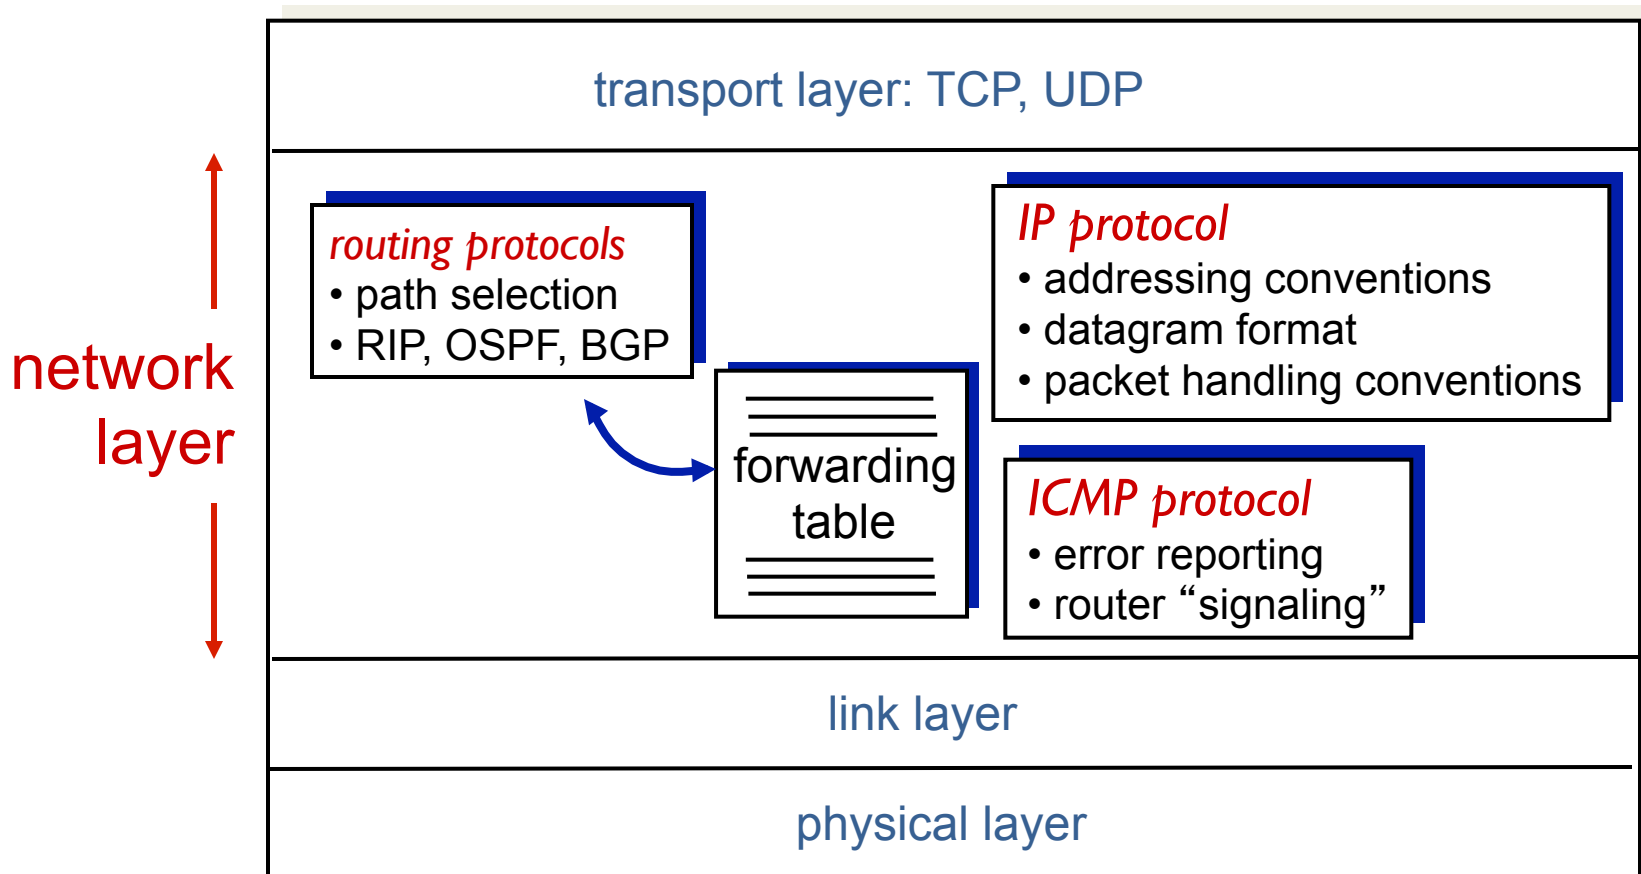 transport layer: TCP, UDP
network
layer
routing protocols
• path selection
• RIP, OSPF, BGP
forwarding
table
IP protocol
• addressing conventions
• datagram format
• packet handling conventions
ICMP protocol
• error reporting
• router “signaling”
link layer
physical layer